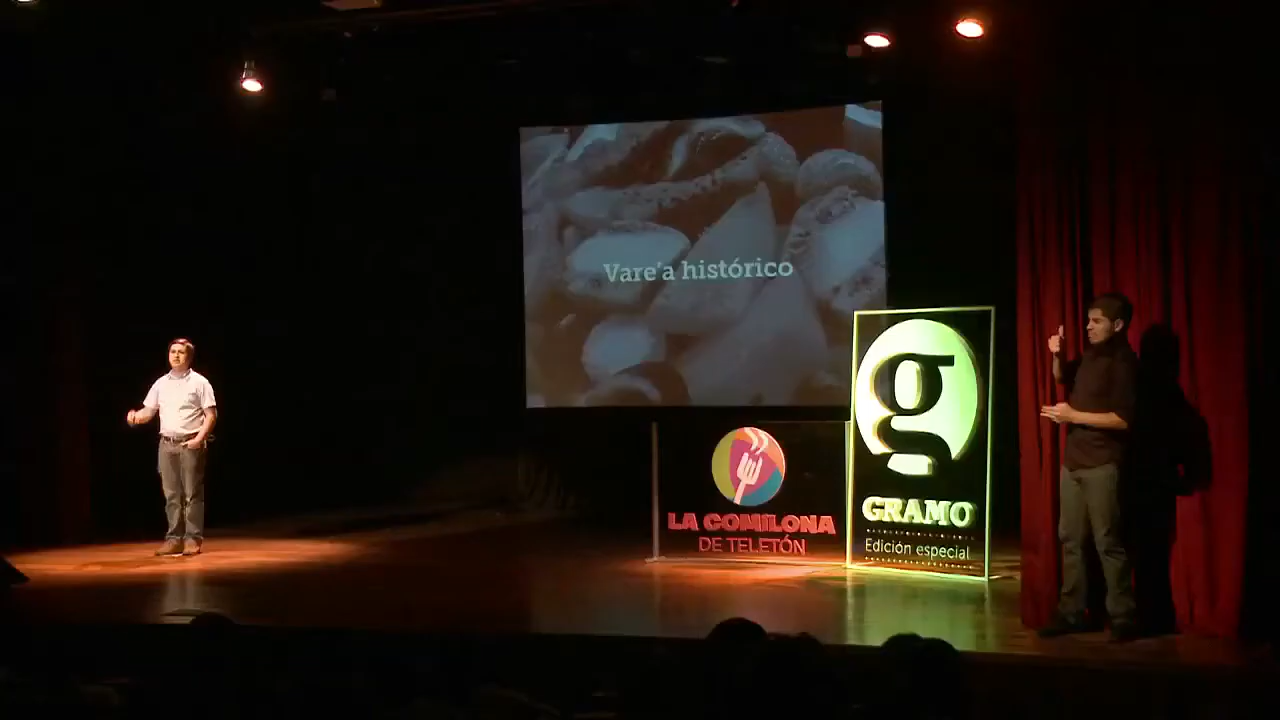 Vare'a histórico
g
GRAMO
Edición especial
LA COMILONA
DE TELETÓN